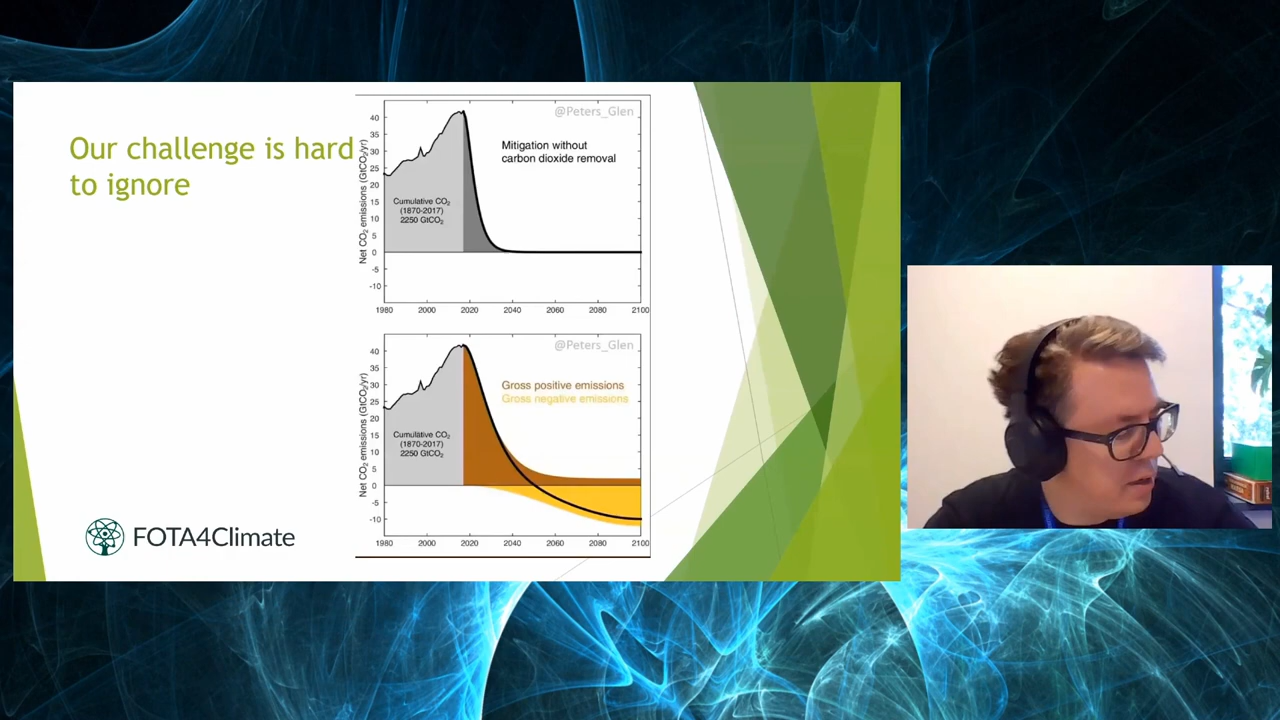 Our challenge is hard
to ignore
@Peters_Glen
Mitigation without
carbon dioxide removal
Cumulative CO₂
(1870-2017)
2250 GtCO₂
Net CO₂ emissions (GtCO₂/yr)
40
35
30
25
20
15
10
5
0
-5
-10
1980 2000 2020 2040 2060 2080 2100
@Peters_Glen
Gross positive emissions
Gross negative emissions
Cumulative CO₂
(1870-2017)
2250 GtCO₂
Net CO₂ emissions (GtCO₂/yr)
40
35
30
25
20
15
10
5
0
-5
-10
1980 2000 2020 2040 2060 2080 2100
FOTA4Climate